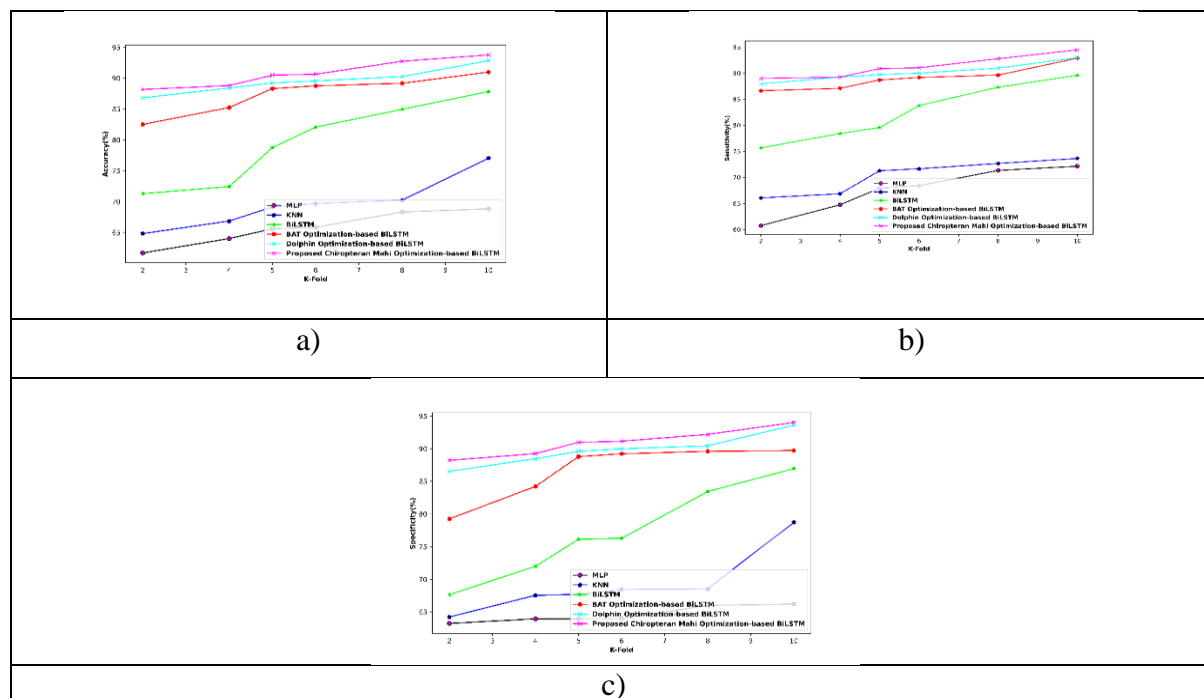 95
90
85
80
75
70
65
Accuracy(%)
MLP
KNN
BiLSTM
BAT Optimization-based BiLSTM
Dolphin Optimization-based BiLSTM
Proposed Chiropteran Mahi Optimization-based BiLSTM
2 3 4 5 6 7 8 9 10
K-Fold
a)
95
90
85
80
75
70
65
60
Sensitivity(%)
MLP
KNN
BiLSTM
BAT Optimization-based BiLSTM
Dolphin Optimization-based BiLSTM
Proposed Chiropteran Mahi Optimization-based BiLSTM
2 3 4 5 6 7 8 9 10
K-Fold
b)
95
90
85
80
75
70
65
Specificity(%)
MLP
KNN
BiLSTM
BAT Optimization-based BiLSTM
Dolphin Optimization-based BiLSTM
Proposed Chiropteran Mahi Optimization-based BiLSTM
2 3 4 5 6 7 8 9 10
K-Fold
c)